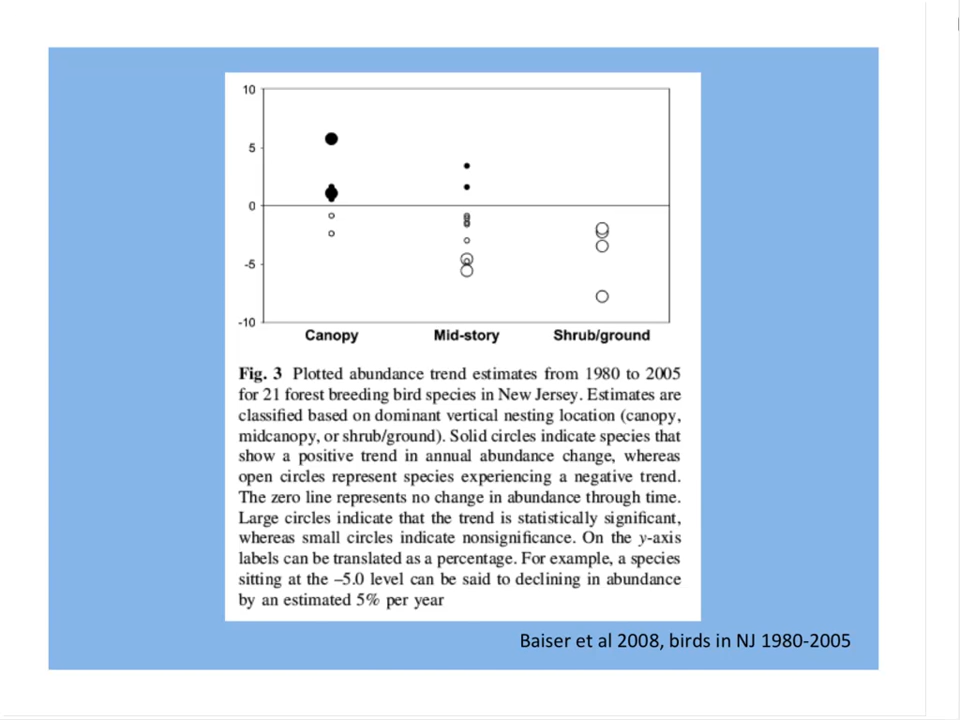 10
5
0
-5
-10
Canopy Mid-story Shrub/ground
Fig. 3 Plotted abundance trend estimates from 1980 to 2005
for 21 forest breeding bird species in New Jersey. Estimates are
classified based on dominant vertical nesting location (canopy,
midcanopy, or shrub/ground). Solid circles indicate species that
show a positive trend in annual abundance change, whereas
open circles represent species experiencing a negative trend.
The zero line represents no change in abundance through time.
Large circles indicate that the trend is statistically significant,
whereas small circles indicate nonsignificance. On the y-axis
labels can be translated as a percentage. For example, a species
sitting at the –5.0 level can be said to declining in abundance
by an estimated 5% per year
Baiser et al 2008, birds in NJ 1980-2005